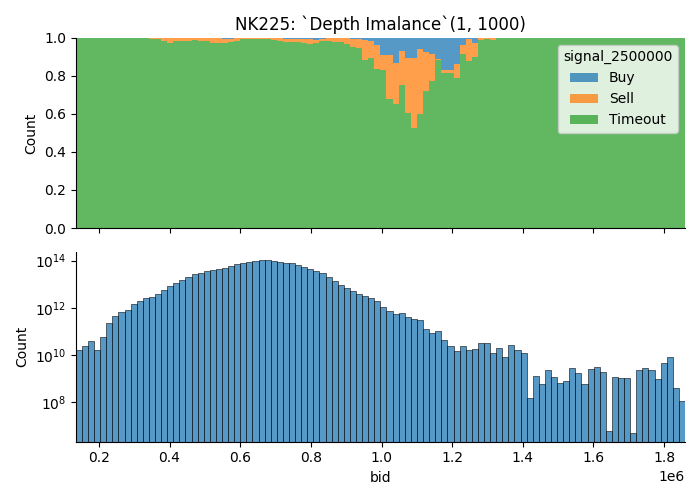 NK225: `Depth Imalance`(1, 1000)
1.0
0.8
0.6
0.4
0.2
0.0
Count
signal_2500000
Buy
Sell
Timeout
10^14
10^12
10^10
10^8
Count
0.2 0.4 0.6 0.8 1.0 1.2 1.4 1.6 1.8
1e6
bid